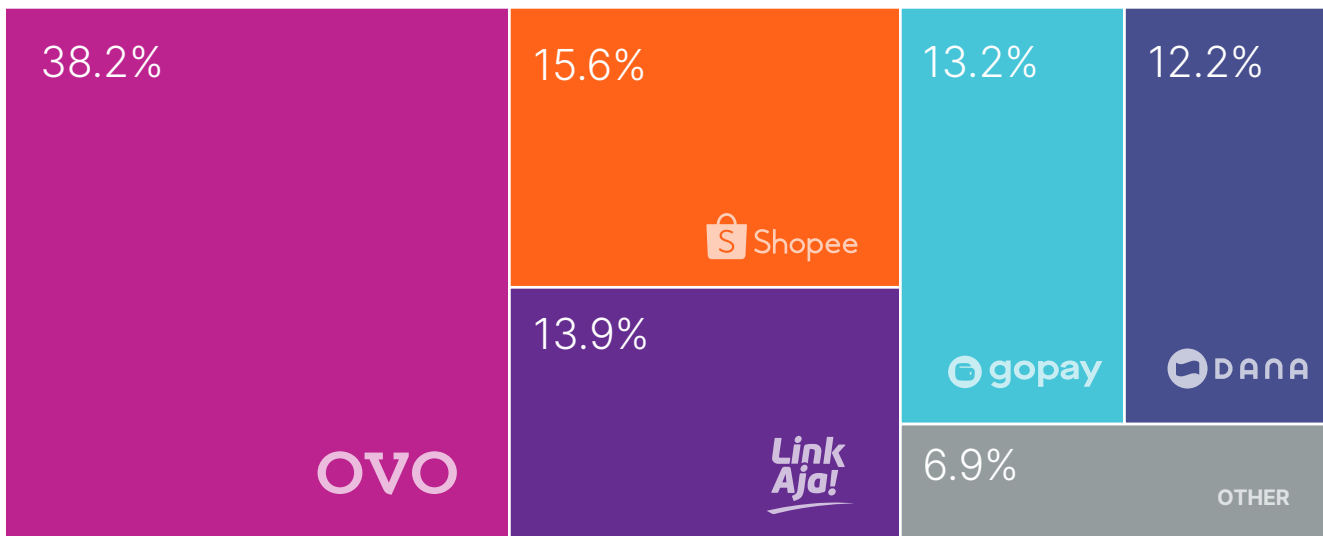 38.2%
OVO
15.6%
S Shopee
13.9%
Link
Aja!
13.2%
gopay
12.2%
DANA
6.9%
OTHER